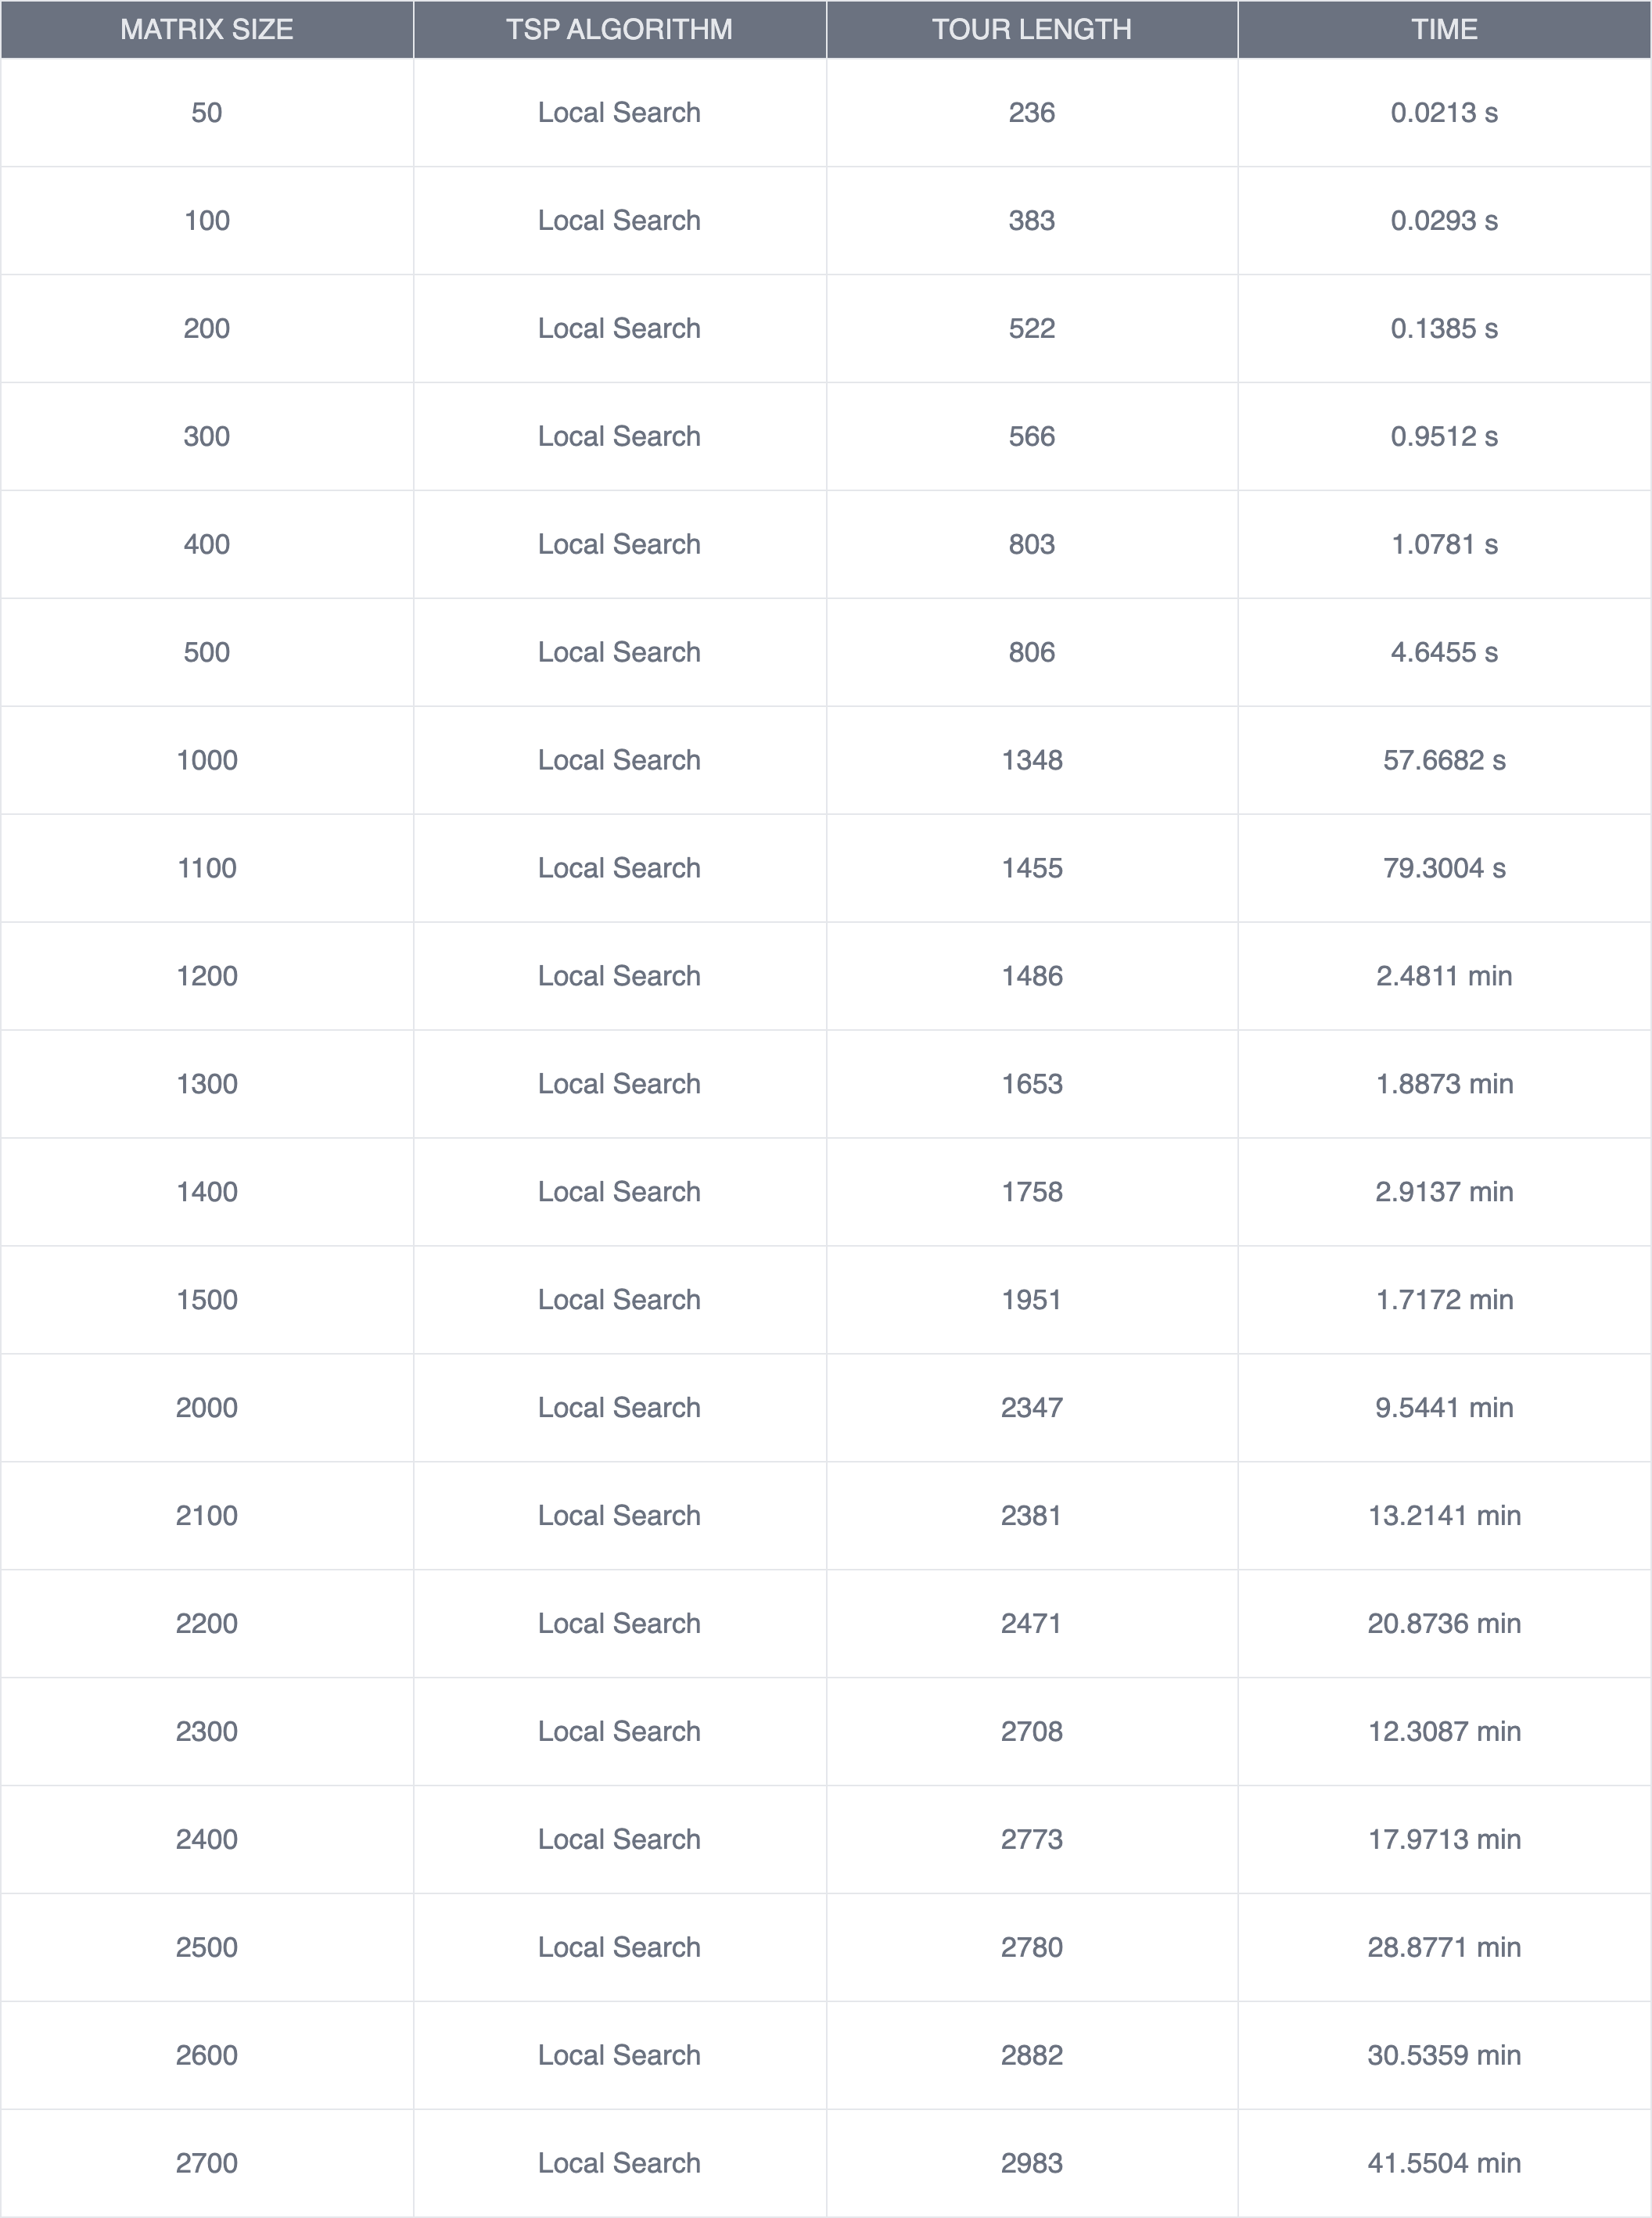 MATRIX SIZE TSP ALGORITHM TOUR LENGTH TIME
50 Local Search 236 0.0213 s
100 Local Search 383 0.0293 s
200 Local Search 522 0.1385 s
300 Local Search 566 0.9512 s
400 Local Search 803 1.0781 s
500 Local Search 806 4.6455 s
1000 Local Search 1348 57.6682 s
1100 Local Search 1455 79.3004 s
1200 Local Search 1486 2.4811 min
1300 Local Search 1653 1.8873 min
1400 Local Search 1758 2.9137 min
1500 Local Search 1951 1.7172 min
2000 Local Search 2347 9.5441 min
2100 Local Search 2381 13.2141 min
2200 Local Search 2471 20.8736 min
2300 Local Search 2708 12.3087 min
2400 Local Search 2773 17.9713 min
2500 Local Search 2780 28.8771 min
2600 Local Search 2882 30.5359 min
2700 Local Search 2983 41.5504 min